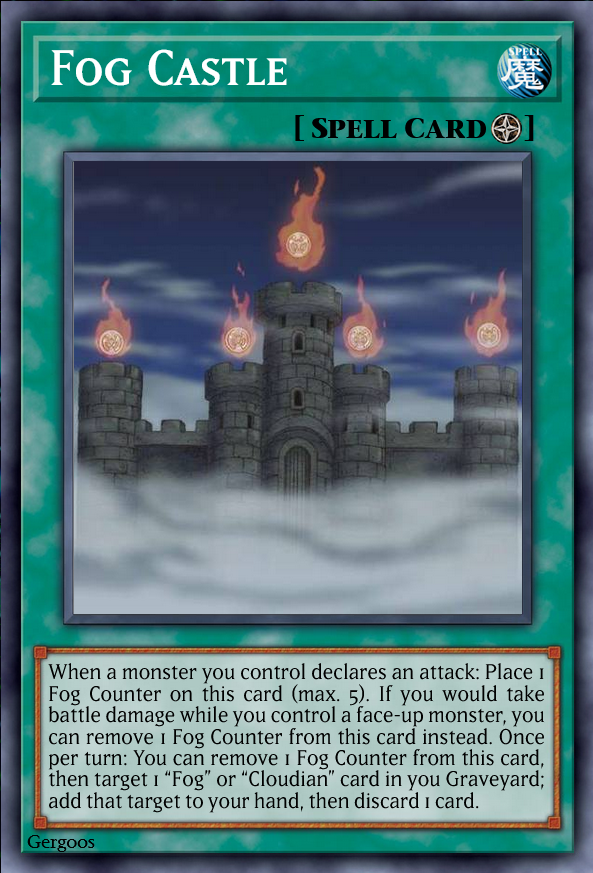 Fog Castle
SPELL
魔
[ Spell Card ]
When a monster you control declares an attack: Place 1
Fog Counter on this card (max. 5). If you would take
battle damage while you control a face-up monster, you
can remove 1 Fog Counter from this card instead. Once
per turn: You can remove 1 Fog Counter from this card,
then target 1 “Fog” or “Cloudian” card in you Graveyard;
add that target to your hand, then discard 1 card.
Gergoos